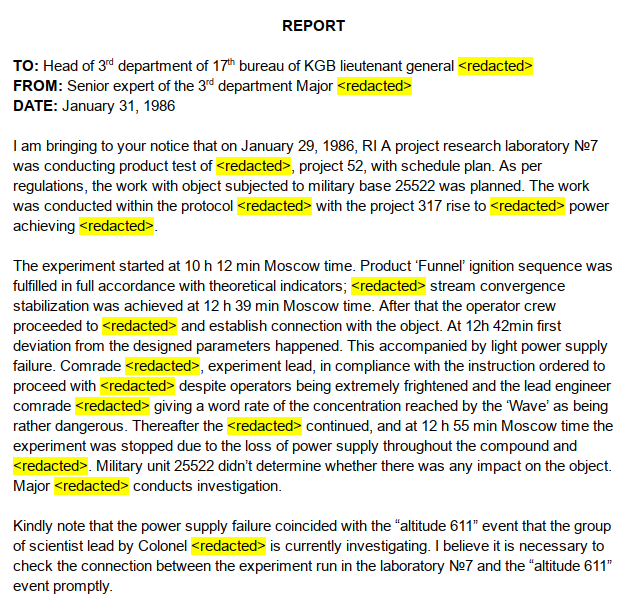 REPORT
TO: Head of 3rd department of 17th bureau of KGB lieutenant general <redacted>
FROM: Senior expert of the 3rd department Major <redacted>
DATE: January 31, 1986
I am bringing to your notice that on January 29, 1986, RI A project research laboratory №7
was conducting product test of <redacted>, project 52, with schedule plan. As per
regulations, the work with object subjected to military base 25522 was planned. The work
was conducted within the protocol <redacted> with the project 317 rise to <redacted> power
achieving <redacted>.
The experiment started at 10 h 12 min Moscow time. Product ‘Funnel’ ignition sequence was
fulfilled in full accordance with theoretical indicators; <redacted> stream convergence
stabilization was achieved at 12 h 39 min Moscow time. After that the operator crew
proceeded to <redacted> and establish connection with the object. At 12h 42min first
deviation from the designed parameters happened. This accompanied by light power supply
failure. Comrade <redacted>, experiment lead, in compliance with the instruction ordered to
proceed with <redacted> despite operators being extremely frightened and the lead engineer
comrade <redacted> giving a word rate of the concentration reached by the ‘Wave’ as being
rather dangerous. Thereafter the <redacted> continued, and at 12 h 55 min Moscow time the
experiment was stopped due to the loss of power supply throughout the compound and
<redacted>. Military unit 25522 didn’t determine whether there was any impact on the object.
Major <redacted> conducts investigation.
Kindly note that the power supply failure coincided with the “altitude 611” event that the group
of scientist lead by Colonel <redacted> is currently investigating. I believe it is necessary to
check the connection between the experiment run in the laboratory №7 and the “altitude 611”
event promptly.